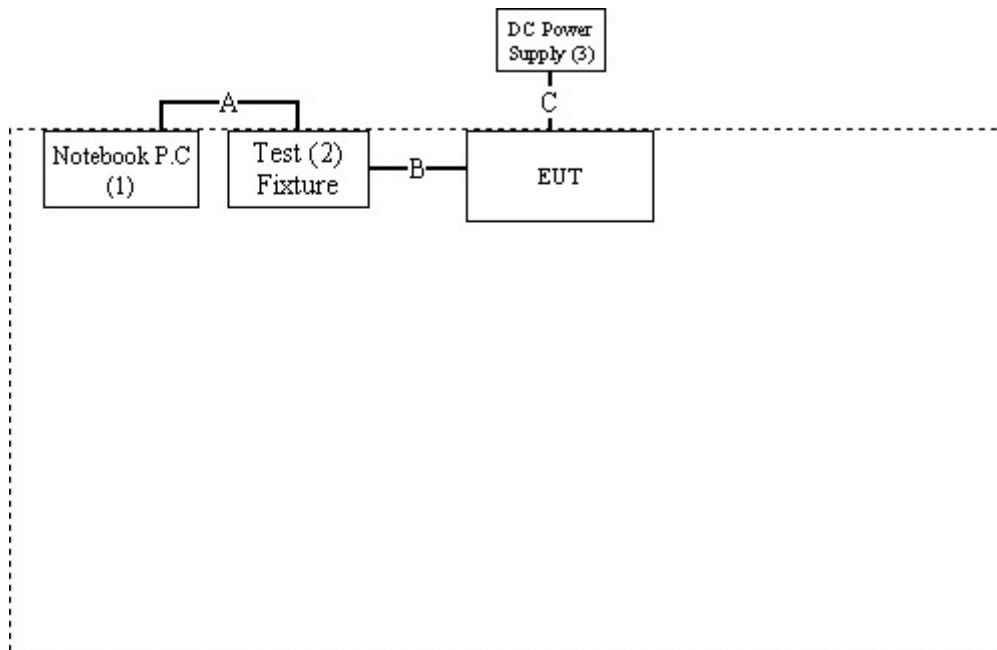 DC Power
Supply (3)
A
C
Notebook P.C
(1)
Test (2)
Fixture
B
EUT